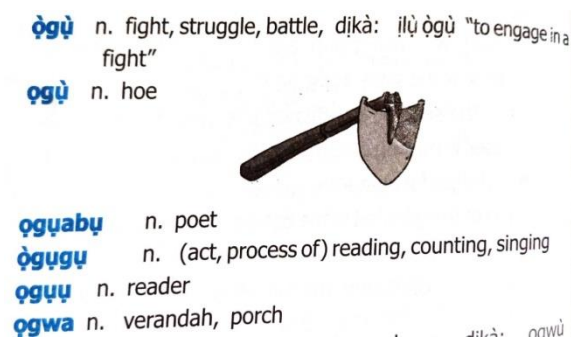 ọ̀gụ̀ n. fight, struggle, battle, dịkà: ịlụ̀ ọ̀gụ̀ "to engage in a
fight"
ọgụ̀ n. hoe
ọgụabụ n. poet
ọ̀gụgụ n. (act, process of) reading, counting, singing
ọgụụ n. reader
ọgwa n. verandah, porch